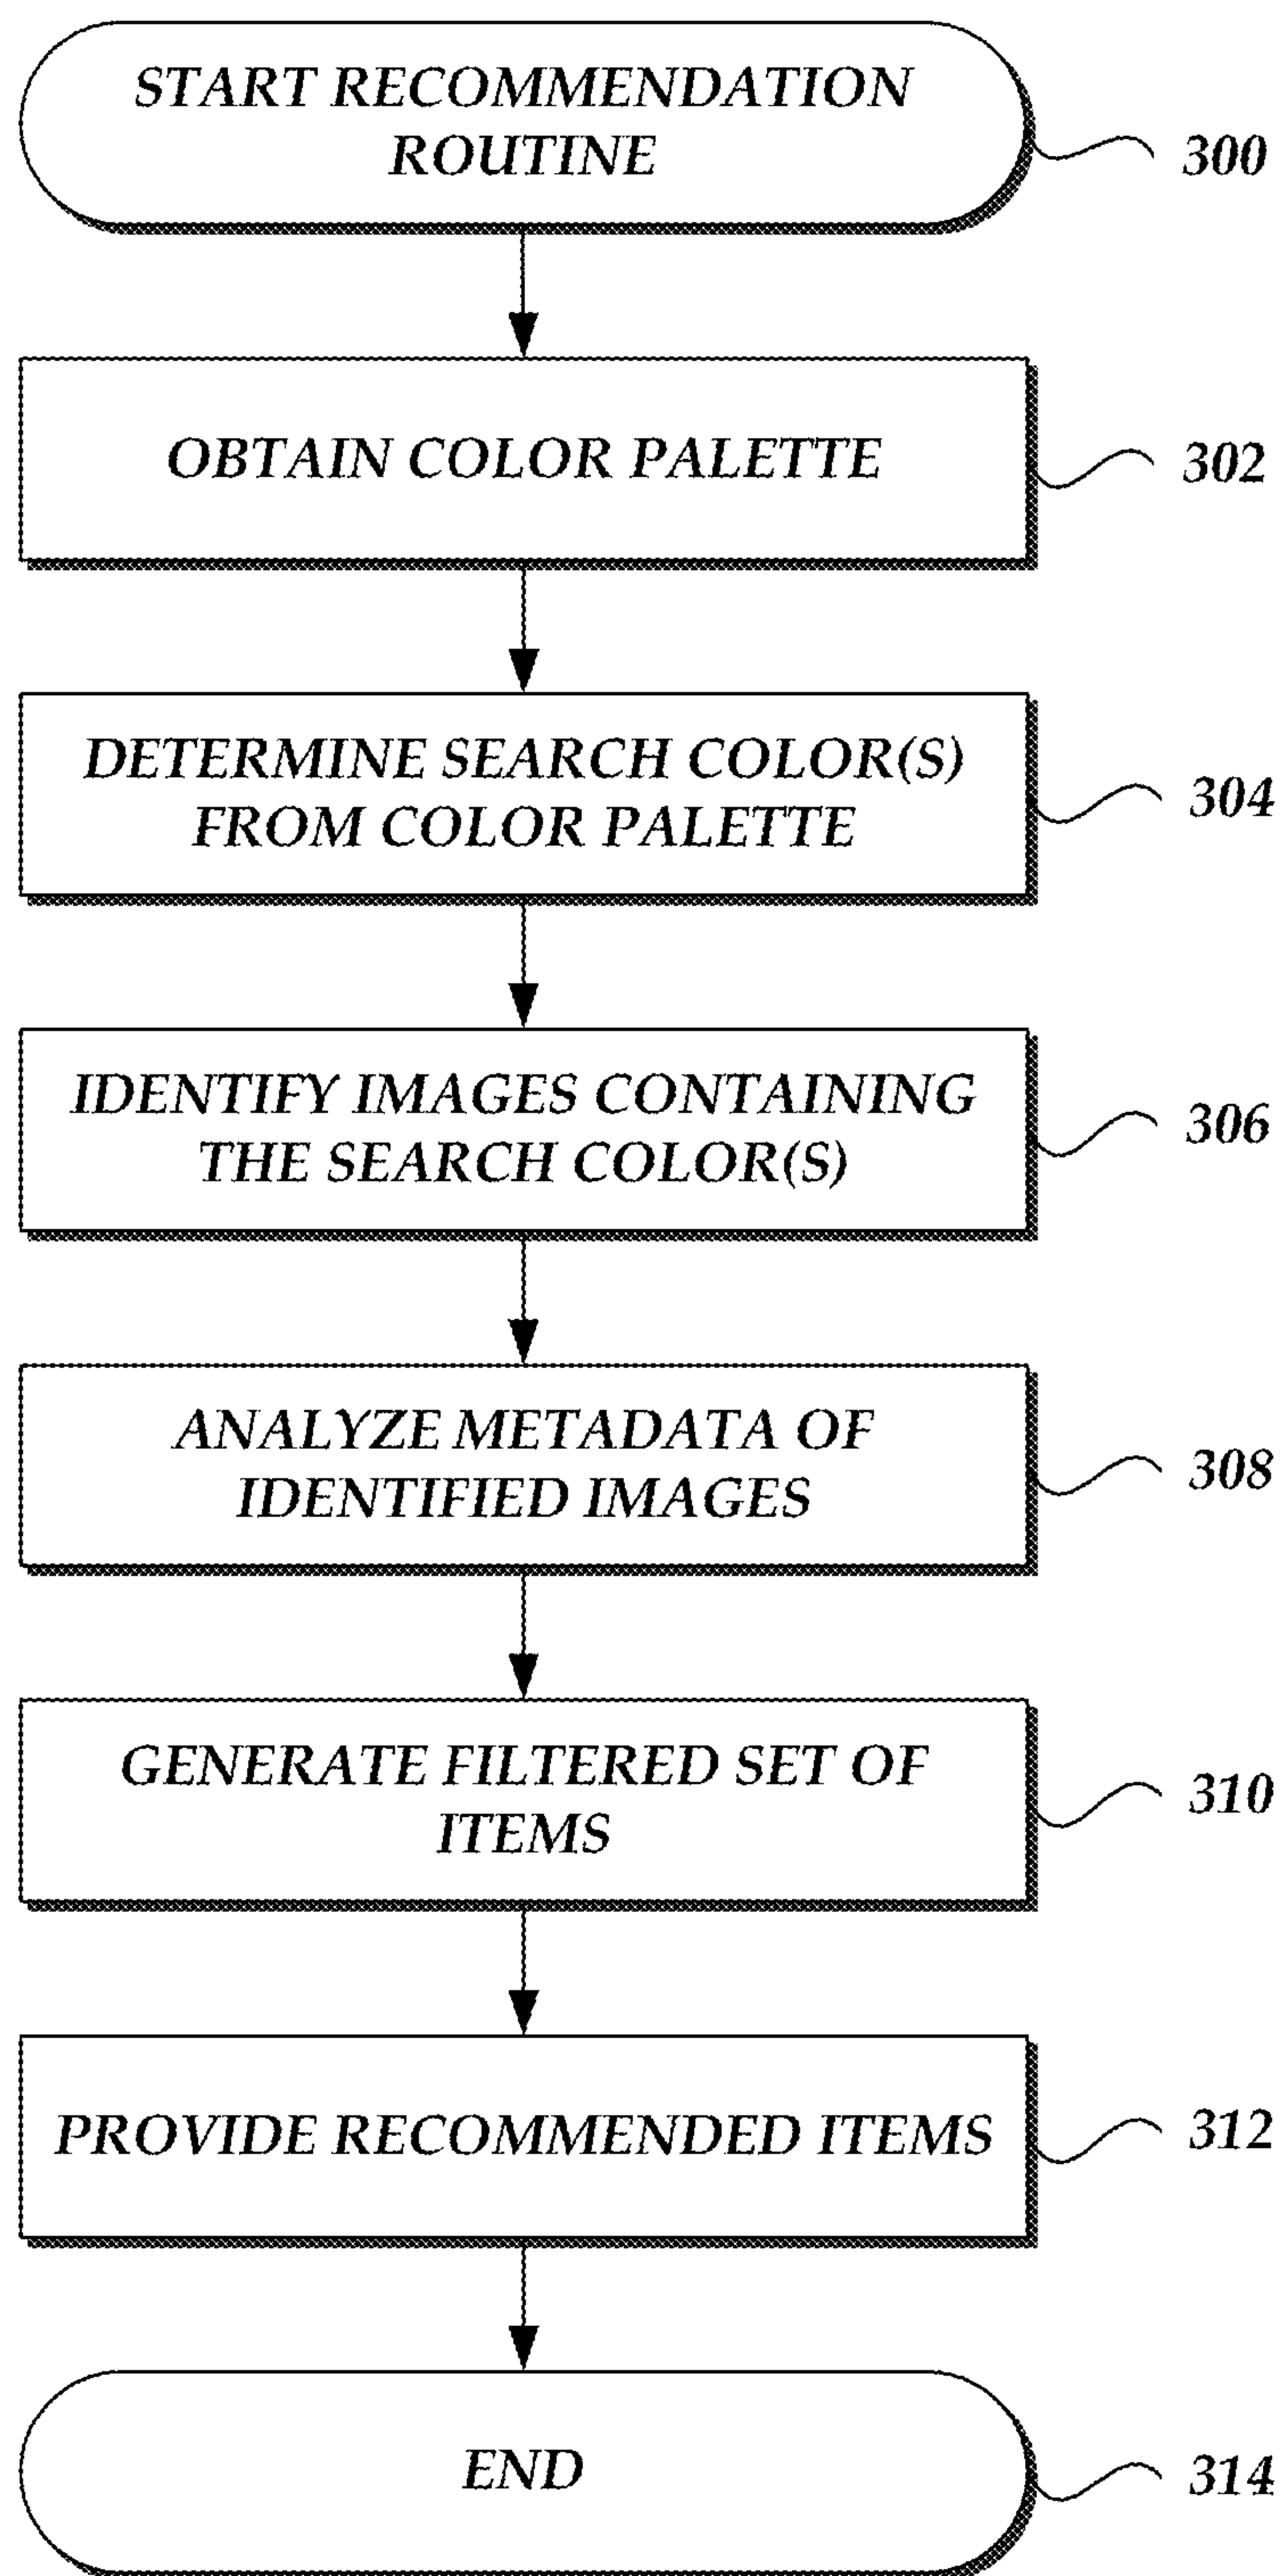 START RECOMMENDATION
ROUTINE
300
OBTAIN COLOR PALETTE
302
DETERMINE SEARCH COLOR(S)
FROM COLOR PALETTE
304
IDENTIFY IMAGES CONTAINING
THE SEARCH COLOR(S)
306
ANALYZE METADATA OF
IDENTIFIED IMAGES
308
GENERATE FILTERED SET OF
ITEMS
310
PROVIDE RECOMMENDED ITEMS
312
END
314